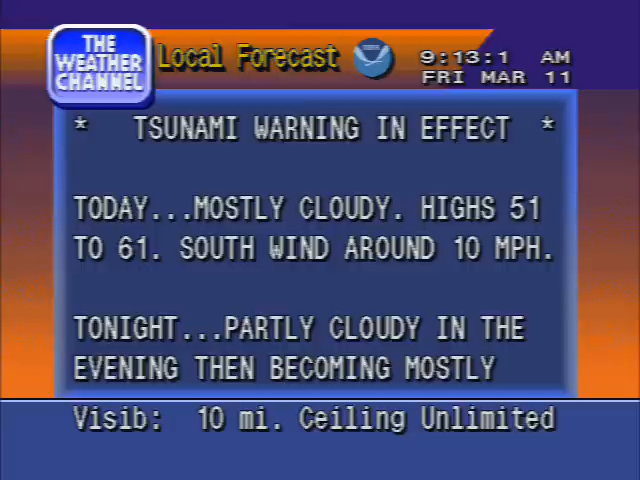 THE
WEATHER
CHANNEL
Local Forecast
9:13:1 AM
FRI MAR 11
* TSUNAMI WARNING IN EFFECT *
TODAY...MOSTLY CLOUDY. HIGHS 51
TO 61. SOUTH WIND AROUND 10 MPH.
TONIGHT...PARTLY CLOUDY IN THE
EVENING THEN BECOMING MOSTLY
Visib: 10 mi. Ceiling Unlimited